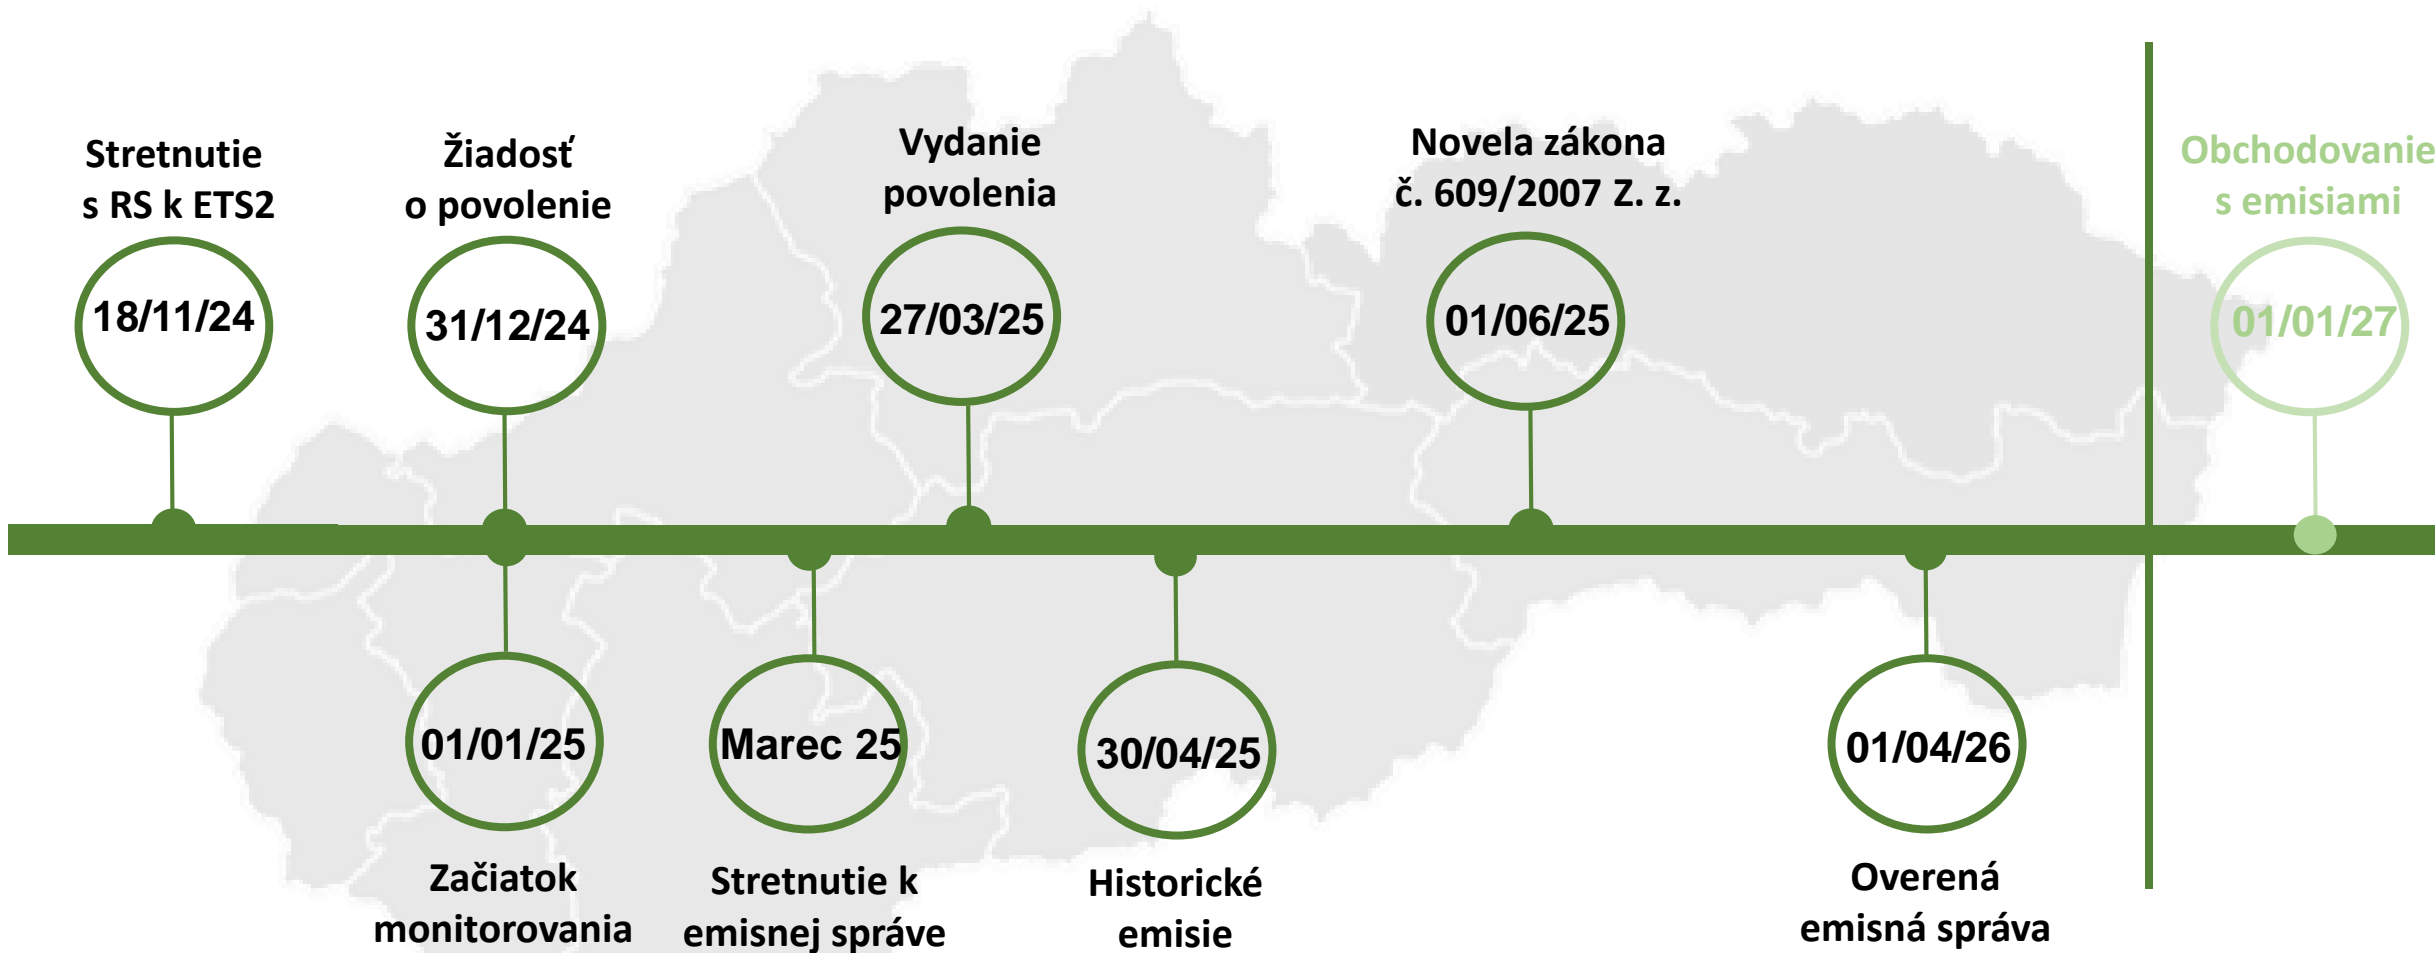 Stretnutie
s RS k ETS2
18/11/24
Žiadosť
o povolenie
31/12/24
Vydanie
povolenia
27/03/25
Novela zákona
č. 609/2007 Z. z.
01/06/25
Obchodovanie
s emisiami
01/01/27
01/01/25
Začiatok
monitorovania
Marec 25
Stretnutie k
emisnej správe
30/04/25
Historické
emisie
01/04/26
Overená
emisná správa